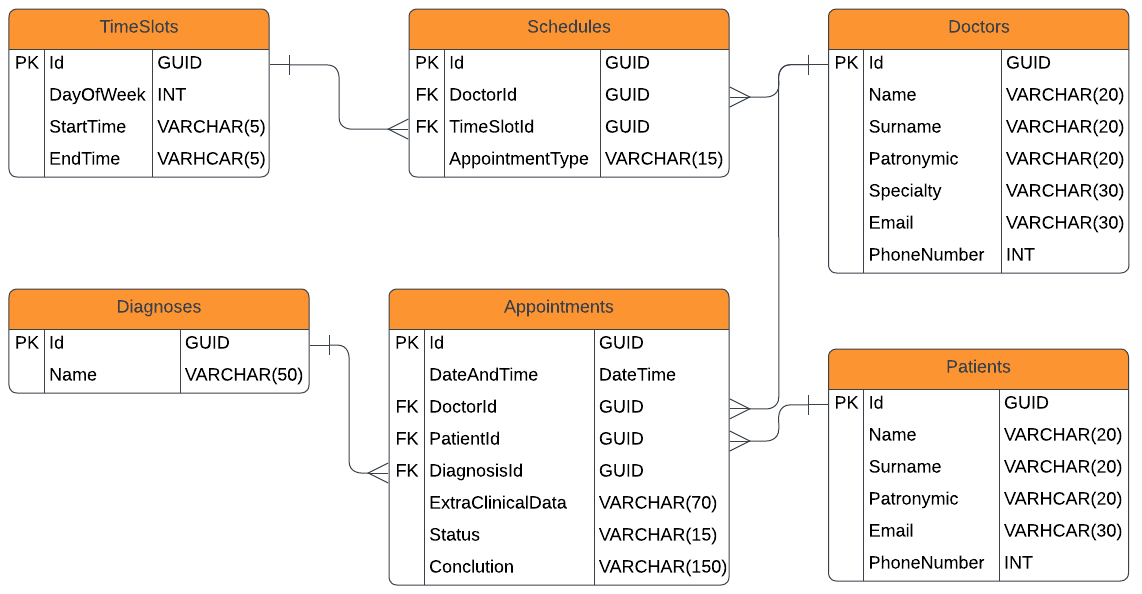 TimeSlots
PK Id GUID
DayOfWeek INT
StartTime VARCHAR(5)
EndTime VARHCAR(5)
Schedules
PK Id GUID
FK DoctorId GUID
FK TimeSlotId GUID
AppointmentType VARCHAR(15)
Doctors
PK Id GUID
Name VARCHAR(20)
Surname VARCHAR(20)
Patronymic VARCHAR(20)
Specialty VARCHAR(30)
Email VARCHAR(30)
PhoneNumber INT
Diagnoses
PK Id GUID
Name VARCHAR(50)
Appointments
PK Id GUID
DateAndTime DateTime
FK DoctorId GUID
FK PatientId GUID
FK DiagnosisId GUID
ExtraClinicalData VARCHAR(70)
Status VARCHAR(15)
Conclution VARCHAR(150)
Patients
PK Id GUID
Name VARCHAR(20)
Surname VARCHAR(20)
Patronymic VARHCAR(20)
Email VARHCAR(30)
PhoneNumber INT